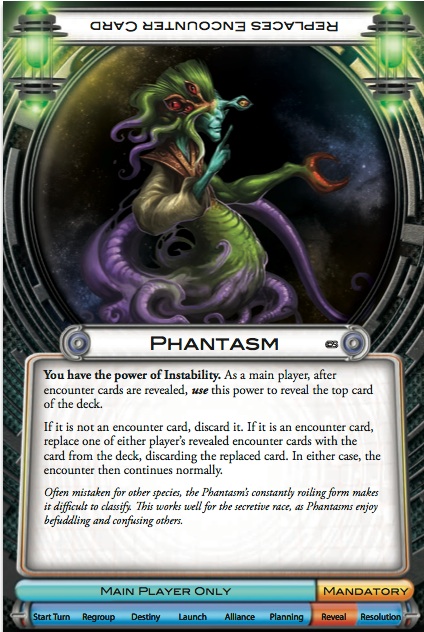 REPLACES ENCOUNTER CARD
PHANTASM
You have the power of Instability. As a main player, after
encounter cards are revealed, use this power to reveal the top card
of the deck.
If it is not an encounter card, discard it. If it is an encounter card,
replace one of either player's revealed encounter cards with the
card from the deck, discarding the replaced card. In either case, the
encounter then continues normally.
Often mistaken for other species, the Phantasm's constantly roiling form makes
it difficult to classify. This works well for the secretive race, as Phantasms enjoy
befuddling and confusing others.
MAIN PLAYER ONLY MANDATORY
Start Turn Regroup Destiny Launch Alliance Planning Reveal Resolution